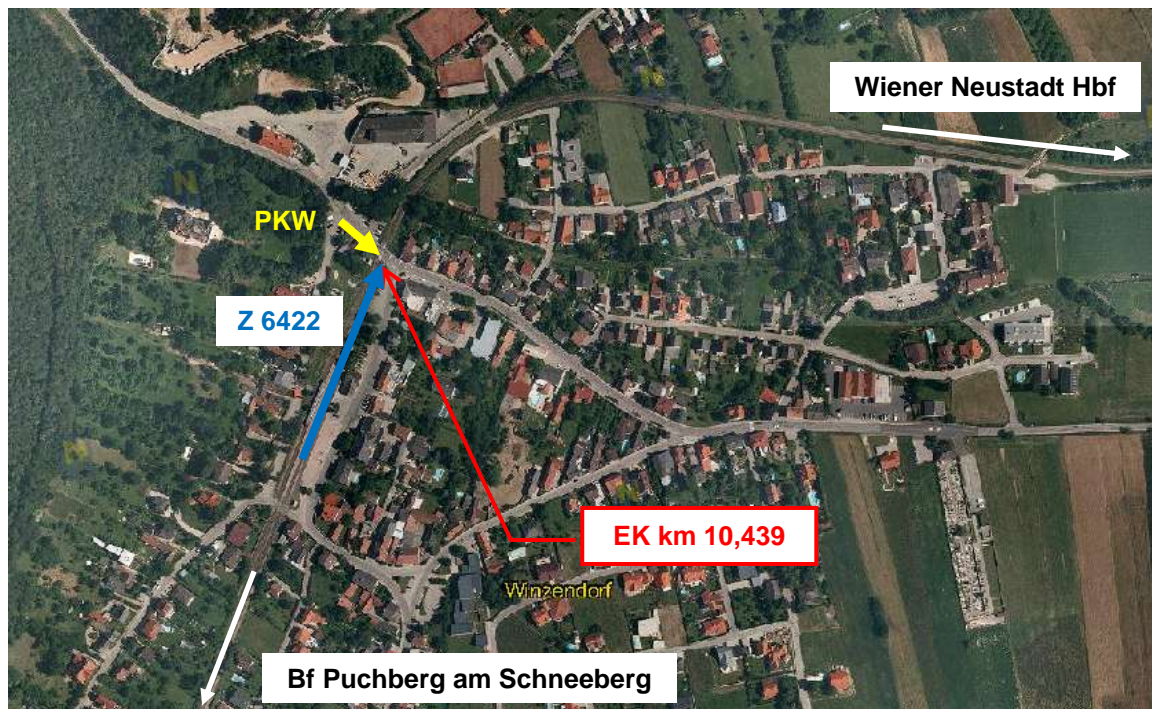 Wiener Neustadt Hbf
PKW
Z 6422
EK km 10,439
Winzendorf
Bf Puchberg am Schneeberg